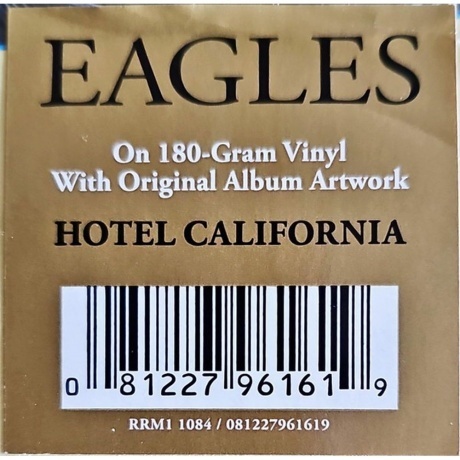 EAGLES
On 180-Gram Vinyl
With Original Album Artwork
HOTEL CALIFORNIA
0 81227 96161 9
RRM1 1084 / 081227961619